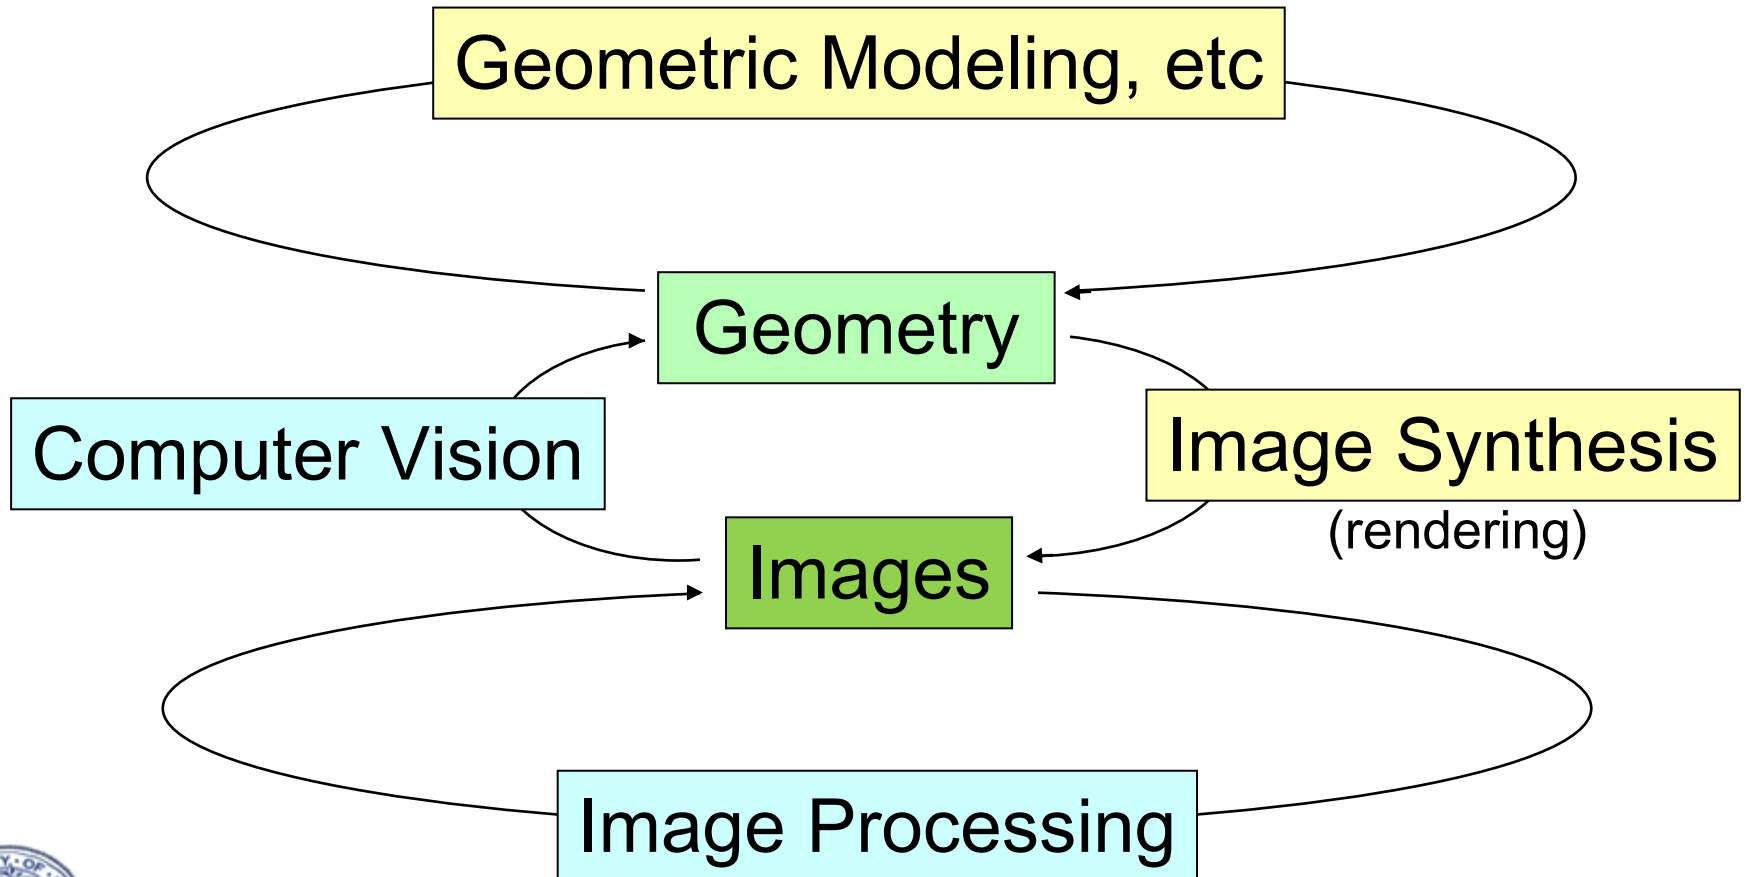 Geometric Modeling, etc
Geometry
Computer Vision
Image Synthesis
(rendering)
Images
Image Processing